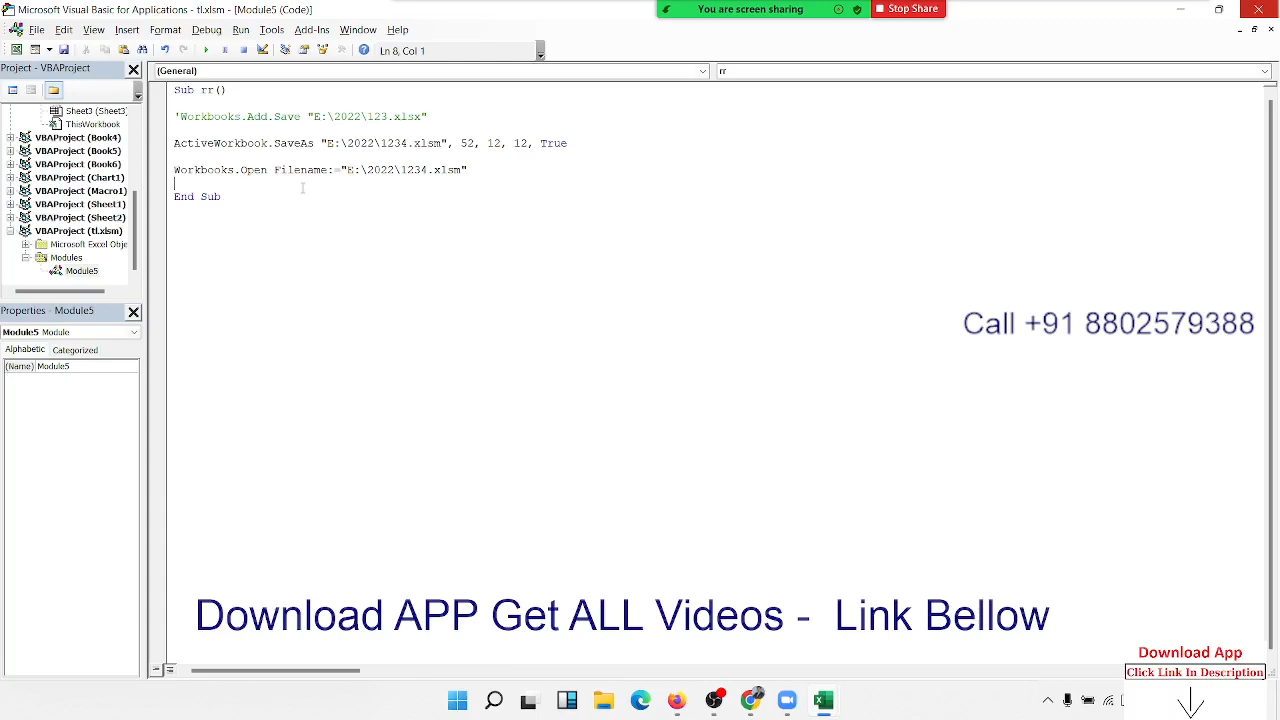 Microsoft Visual Basic for Applications - tl.xlsm - [Module5 (Code)]
You are screen sharing
Stop Share
File Edit View Insert Format Debug Run Tools Add-Ins Window Help
Ln 8, Col 1
Project - VBAProject
(General)
rr
Sheet3 (Sheet3
ThisWorkbook
VBAProject (Book4)
VBAProject (Book5)
VBAProject (Book6)
VBAProject (Chart1)
VBAProject (Macro1)
VBAProject (Sheet1)
VBAProject (Sheet2)
VBAProject (tl.xlsm)
Microsoft Excel Obje
Modules
Module5
Properties - Module5
Module5 Module
Alphabetic Categorized
(Name) Module5
Sub rr()
'Workbooks.Add.Save "E:\2022\123.xlsx"
ActiveWorkbook.SaveAs "E:\2022\1234.xlsm", 52, 12, 12, True
Workbooks.Open Filename:="E:\2022\1234.xlsm"
End Sub
Call +91 8802579388
Download APP Get ALL Videos - Link Bellow
Download App
Click Link In Description